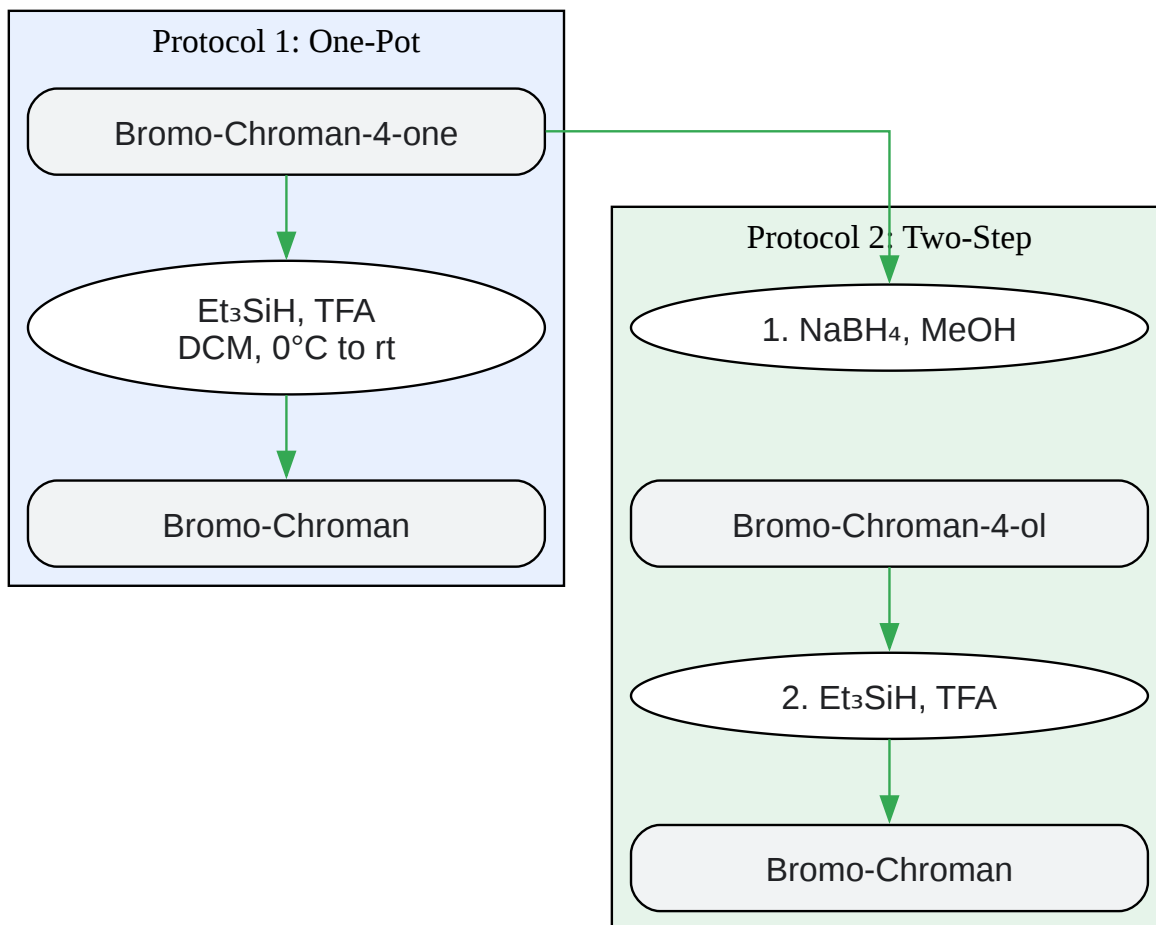 Protocol 1: One-Pot
Bromo-Chroman-4-one
Et₃SiH, TFA
DCM, 0°C to rt
Bromo-Chroman
Protocol 2: Two-Step
1. NaBH₄, MeOH
Bromo-Chroman-4-ol
2. Et₃SiH, TFA
Bromo-Chroman